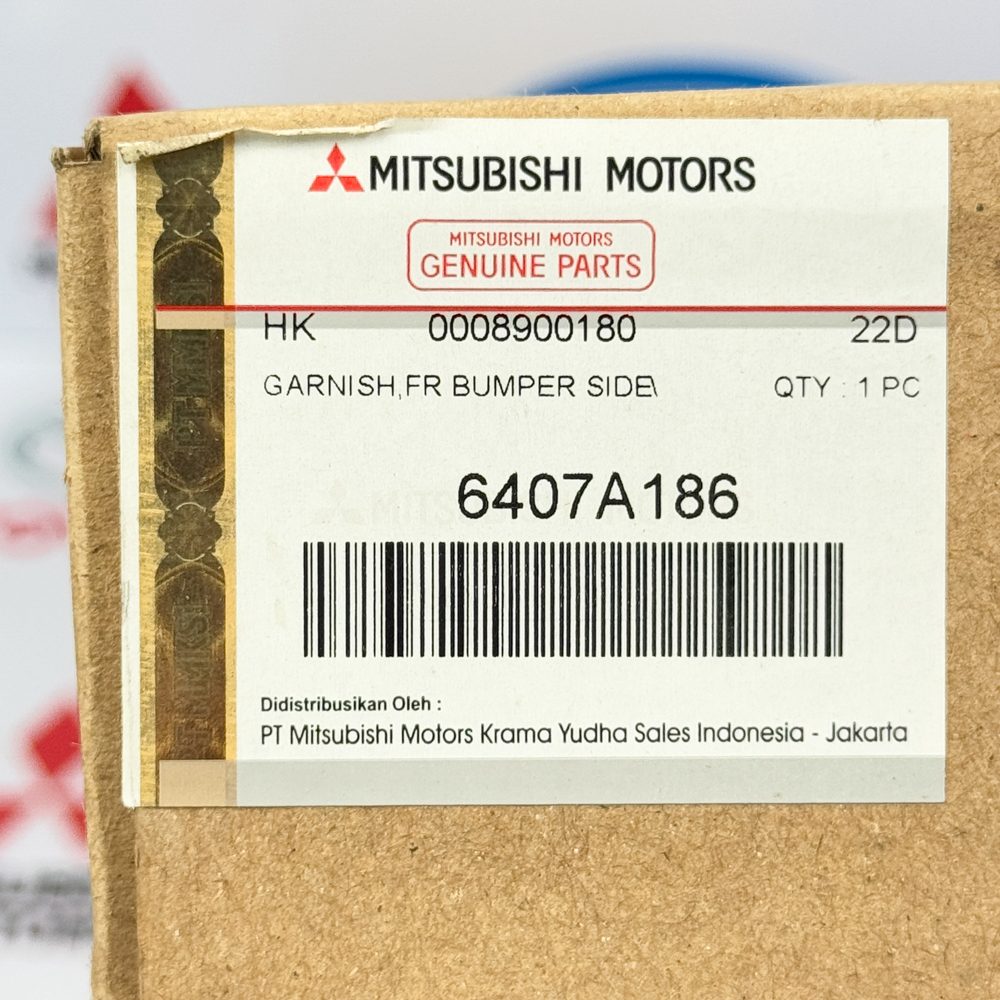 MITSUBISHI MOTORS
MITSUBISHI MOTORS
GENUINE PARTS
HK 0008900180 22D
GARNISH,FR BUMPER SIDE\ QTY : 1 PC
6407A186
Didistribusikan Oleh :
PT Mitsubishi Motors Krama Yudha Sales Indonesia - Jakarta